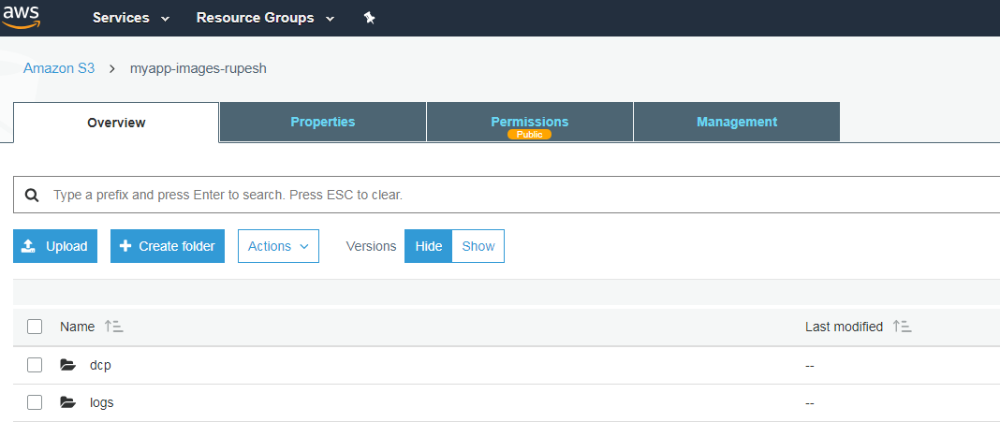 aws Services Resource Groups
Amazon S3 > myapp-images-rupesh
Overview Properties Permissions Management
Public
Type a prefix and press Enter to search. Press ESC to clear.
Upload Create folder Actions Versions Hide Show
Name Last modified
dcp --
logs --